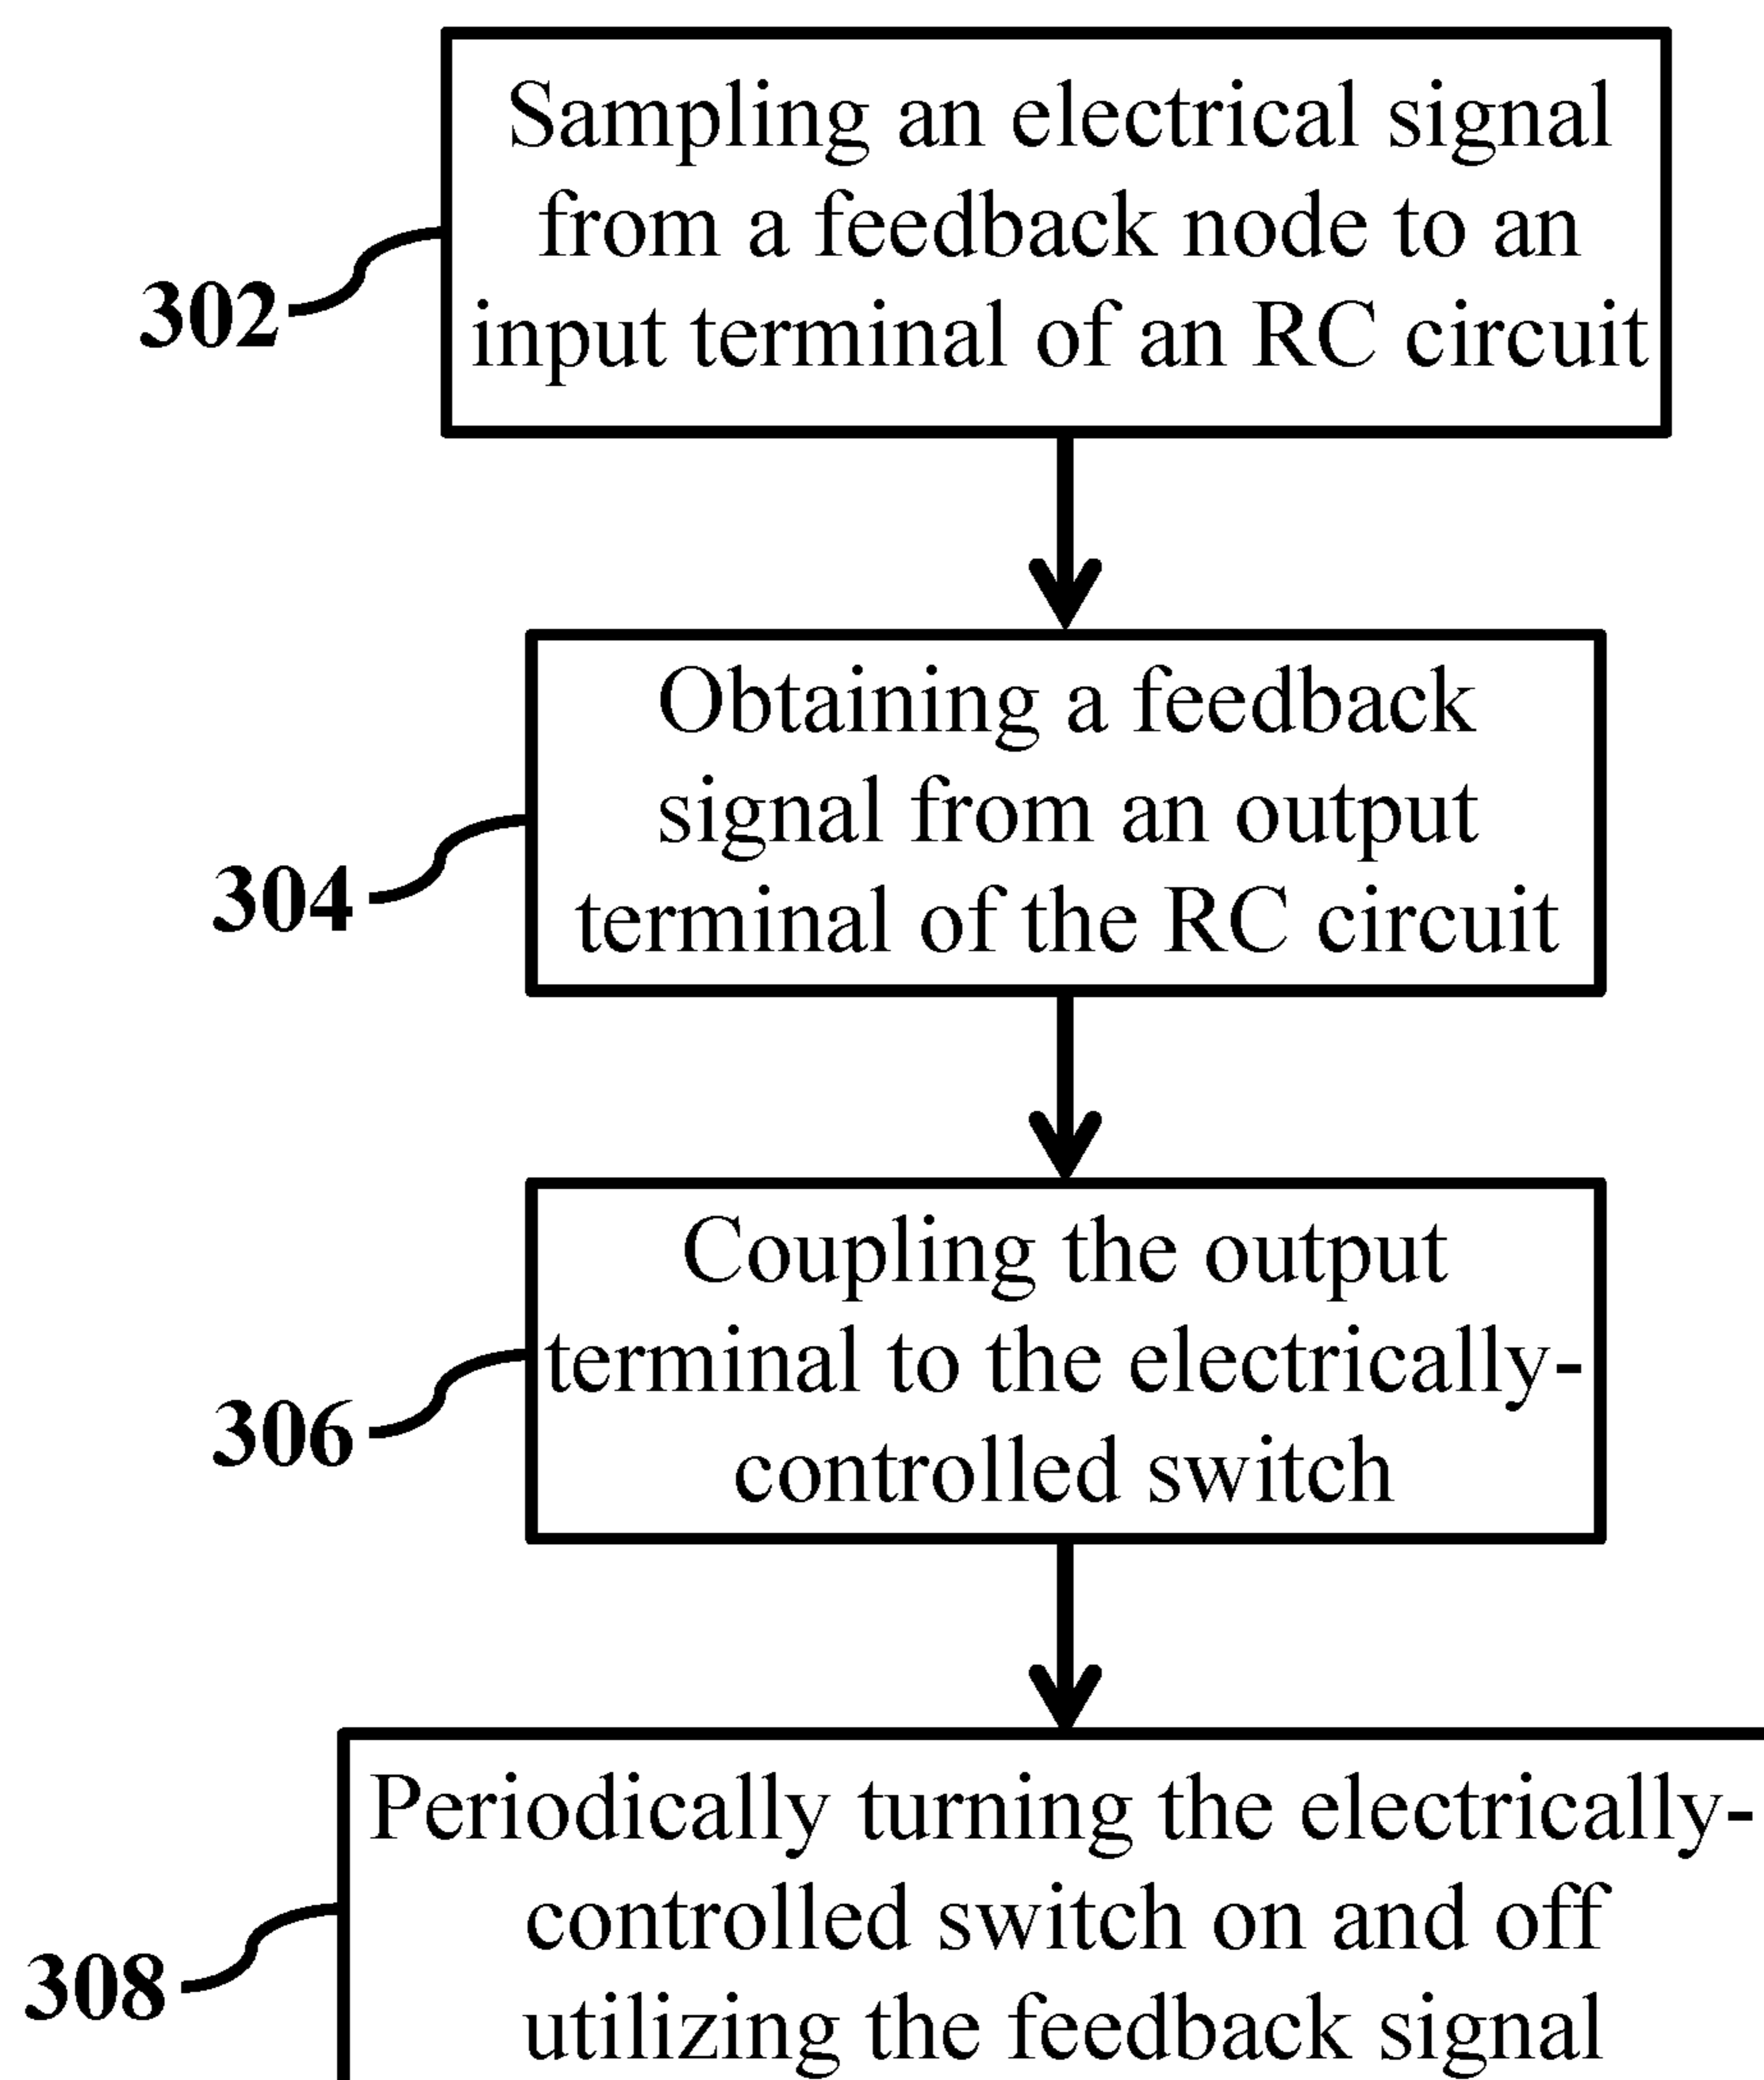 Sampling an electrical signal
from a feedback node to an
input terminal of an RC circuit
302
Obtaining a feedback
signal from an output
terminal of the RC circuit
304
Coupling the output
terminal to the electrically-
controlled switch
306
Periodically turning the electrically-
controlled switch on and off
utilizing the feedback signal
308